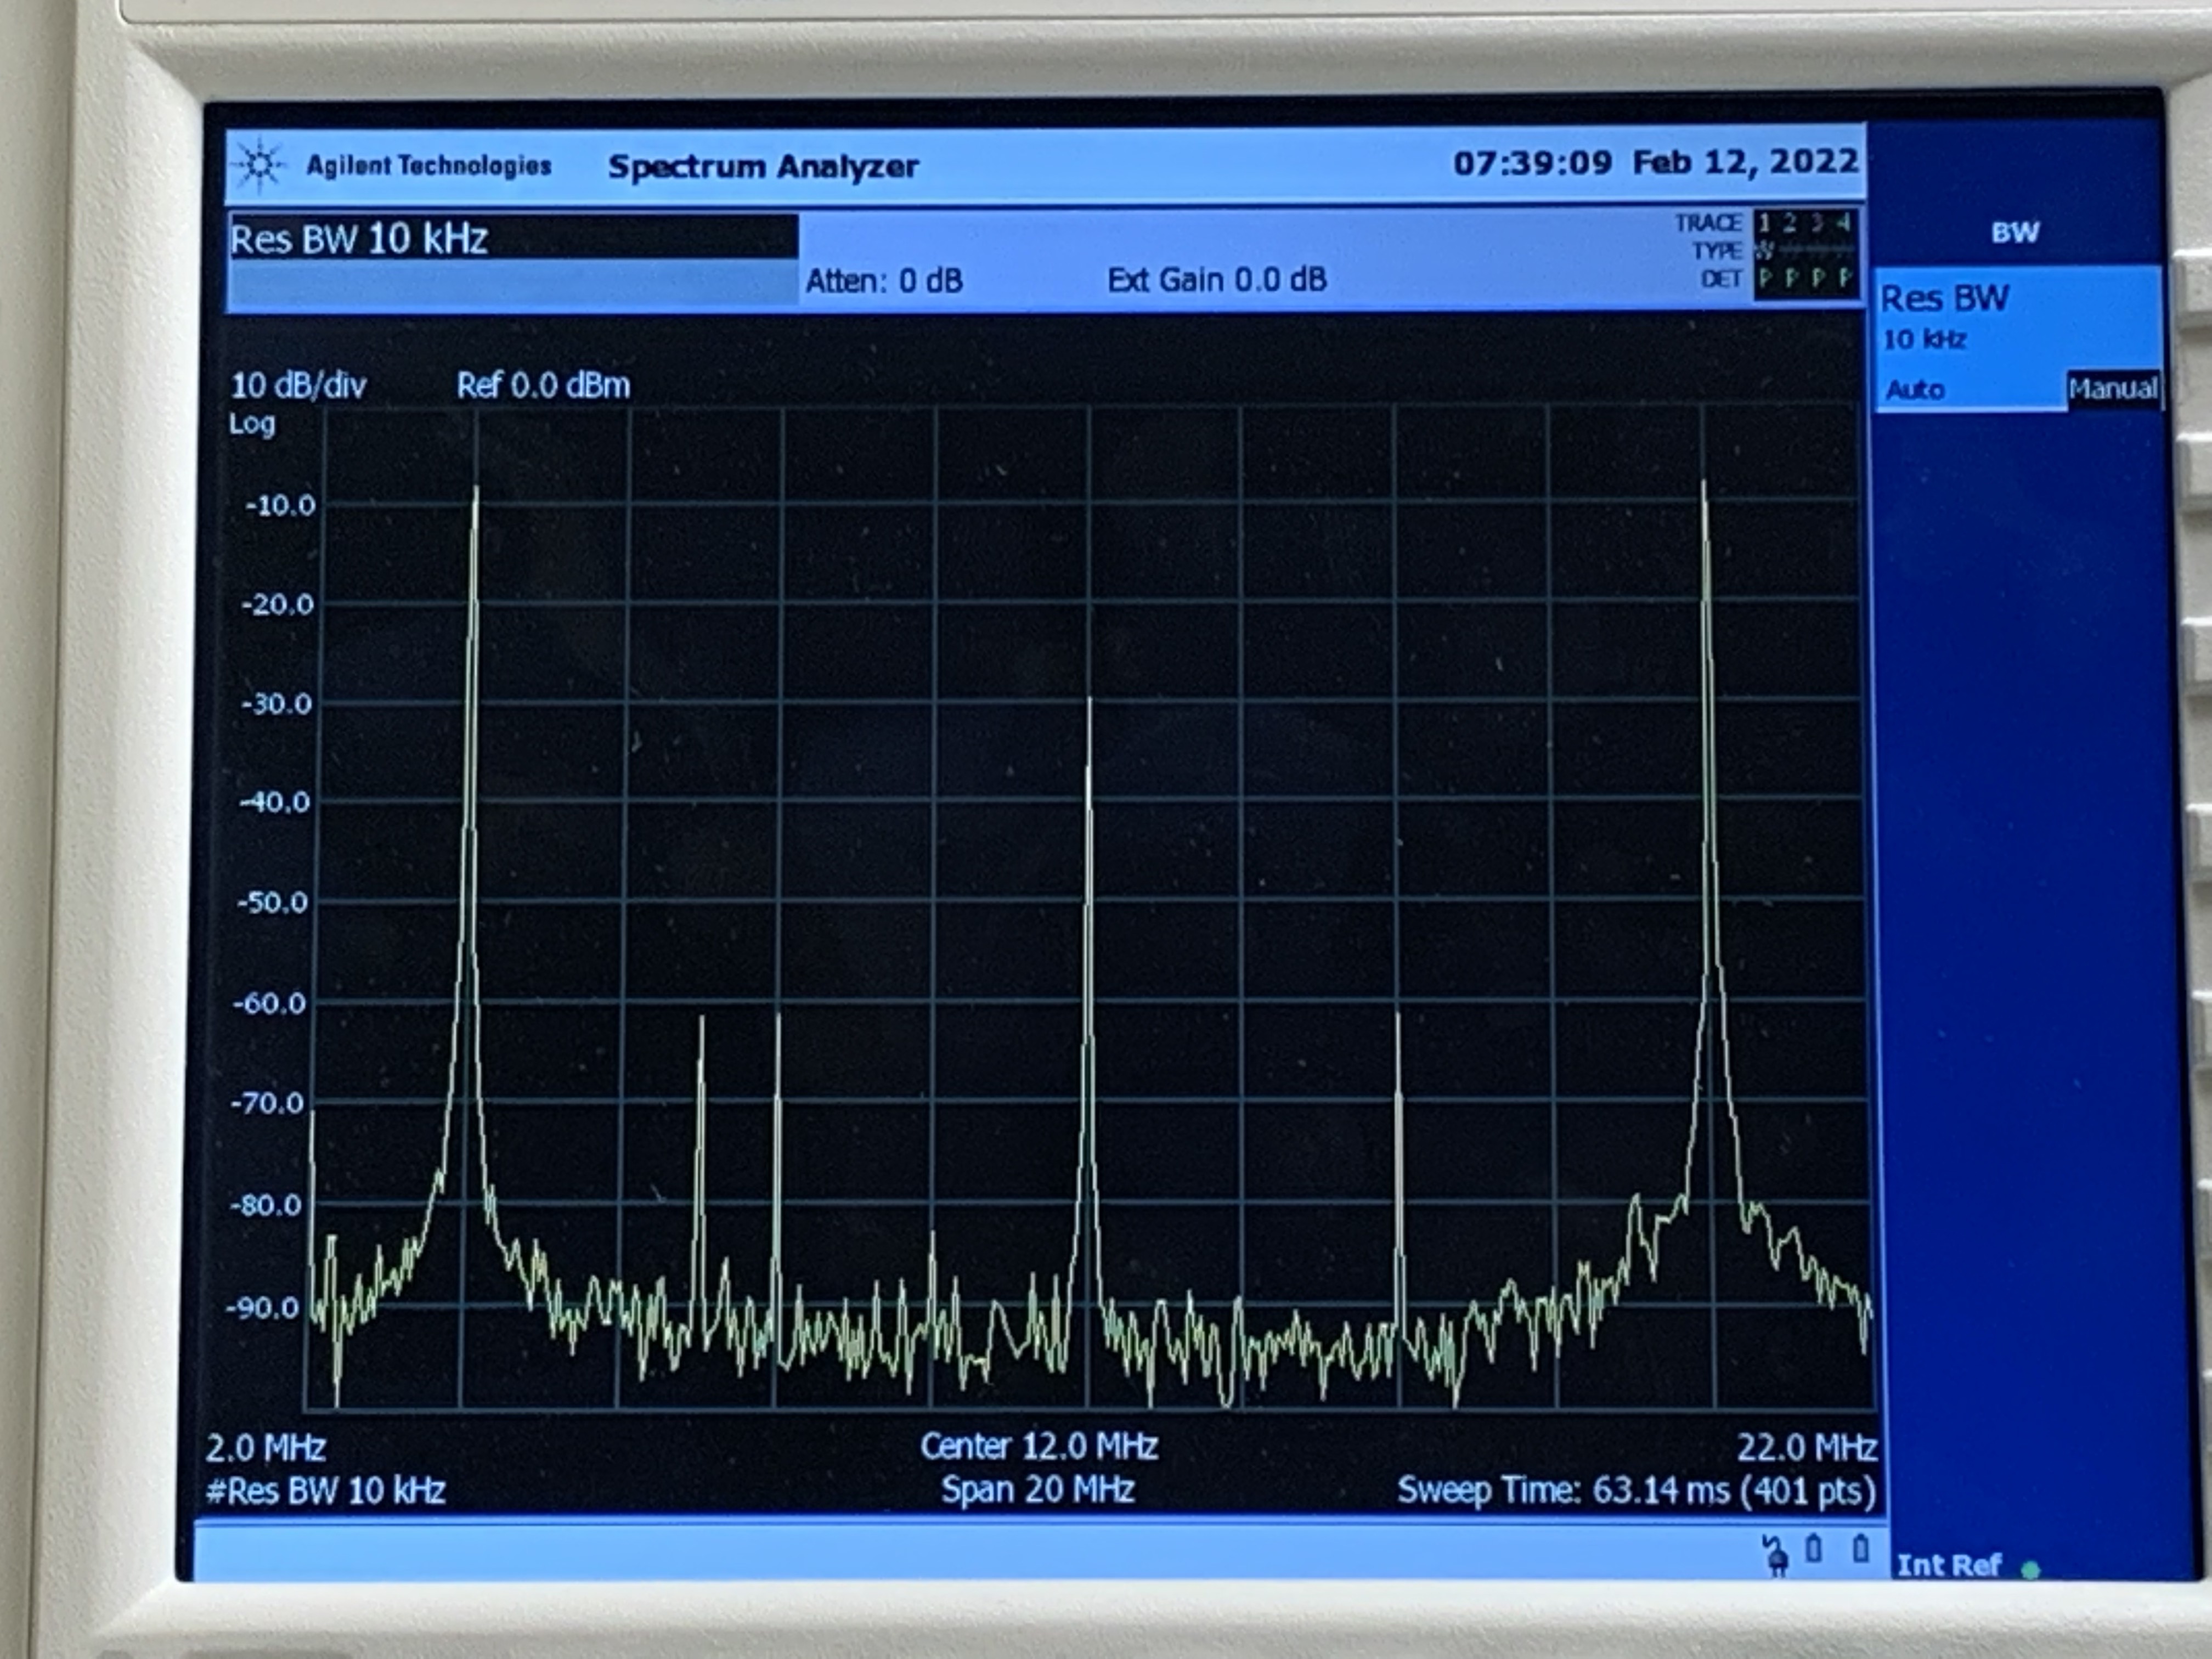 Agilent Technologies Spectrum Analyzer 07:39:09 Feb 12, 2022
BW
Res BW 10 kHz
Atten: 0 dB Ext Gain 0.0 dB
TRACE 1 2 3 4
TYPE
DET P P P P
Res BW
10 kHz
Auto Manual
10 dB/div Ref 0.0 dBm
Log
-10.0
-20.0
-30.0
-40.0
-50.0
-60.0
-70.0
-80.0
-90.0
2.0 MHz Center 12.0 MHz 22.0 MHz
#Res BW 10 kHz Span 20 MHz Sweep Time: 63.14 ms (401 pts)
Int Ref